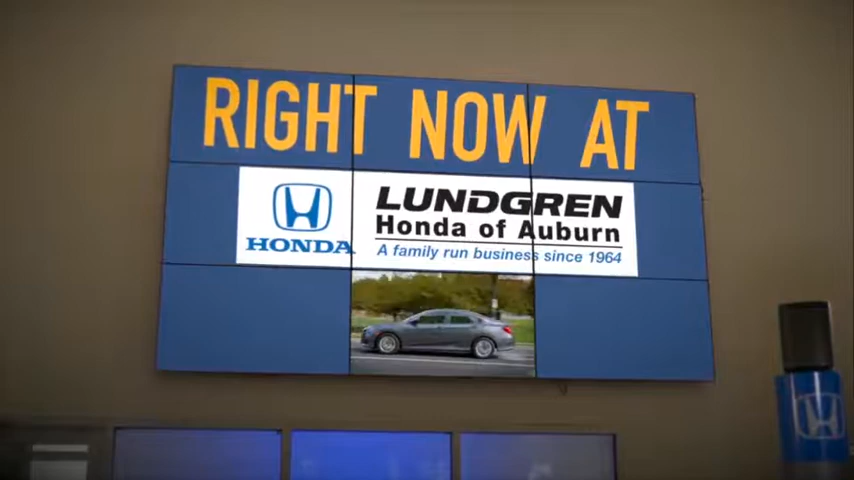 RIGHT NOW AT
LUNDGREN
Honda of Auburn
HONDA
A family run business since 1964